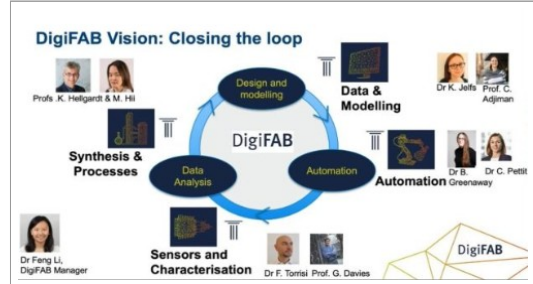 DigiFAB Vision: Closing the loop
Profs .K. Hellgardt & M. Hii
Design and
modelling
Data &
Modelling
Dr K. Jelfs
Prof. C.
Adjiman
Synthesis &
Processes
DigiFAB
Data
Analysis
Automation
Automation
Dr B.
Greenaway
Dr C. Pettit
Dr Feng Li,
DigiFAB Manager
Sensors and
Characterisation
Dr F. Torrisi
Prof. G. Davies
DigiFAB